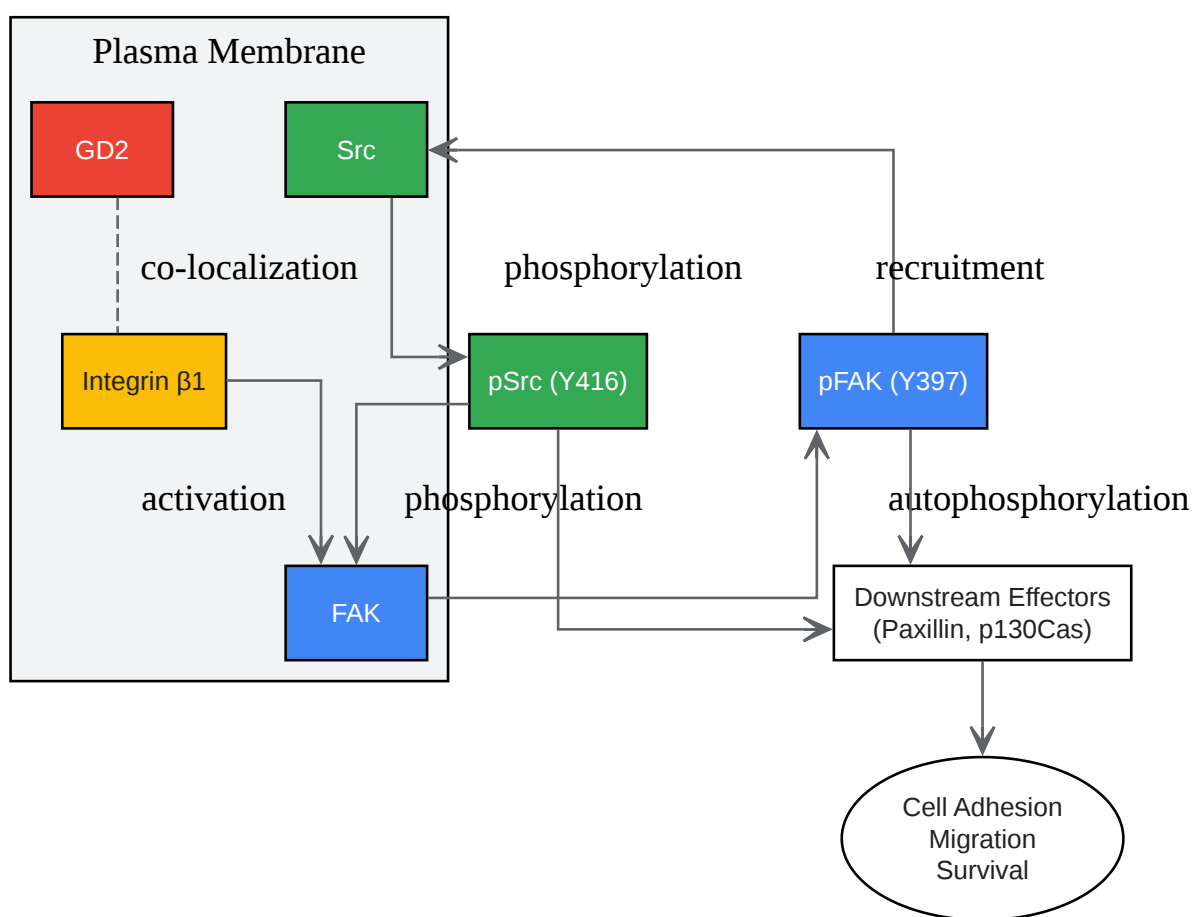 Plasma Membrane
GD2
Src
co-localization
phosphorylation
recruitment
Integrin β1
pSrc (Y416)
pFAK (Y397)
activation
phosphorylation
autophosphorylation
FAK
Downstream Effectors
(Paxillin, p130Cas)
Cell Adhesion
Migration
Survival